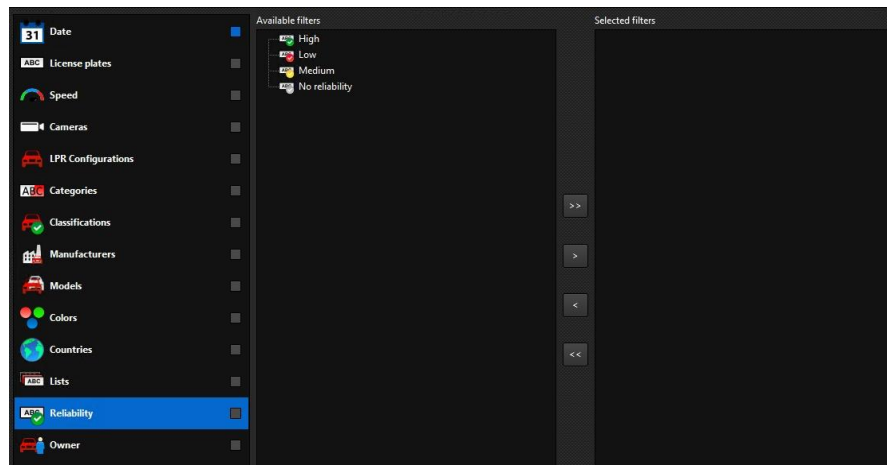 Available filters
Selected filters
31 Date
ABC License plates
Speed
Cameras
LPR Configurations
ABC Categories
Classifications
Manufacturers
Models
Colors
Countries
ABC Lists
ABC Reliability
Owner
High
Low
Medium
No reliability
>>
>
<
<<